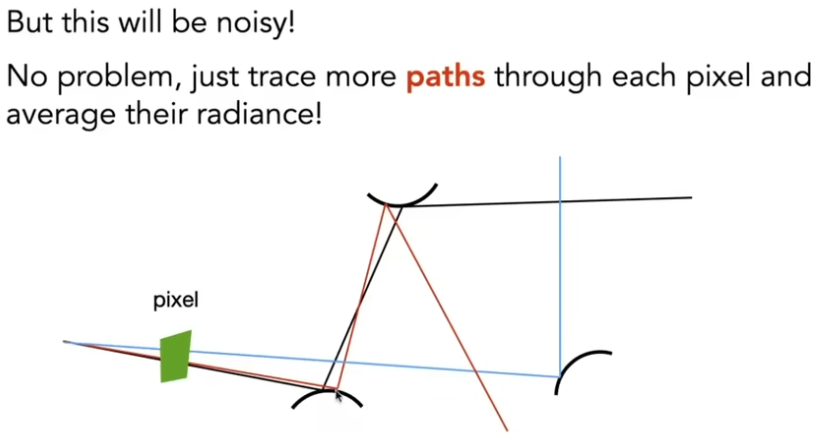 But this will be noisy!
No problem, just trace more paths through each pixel and
average their radiance!
pixel